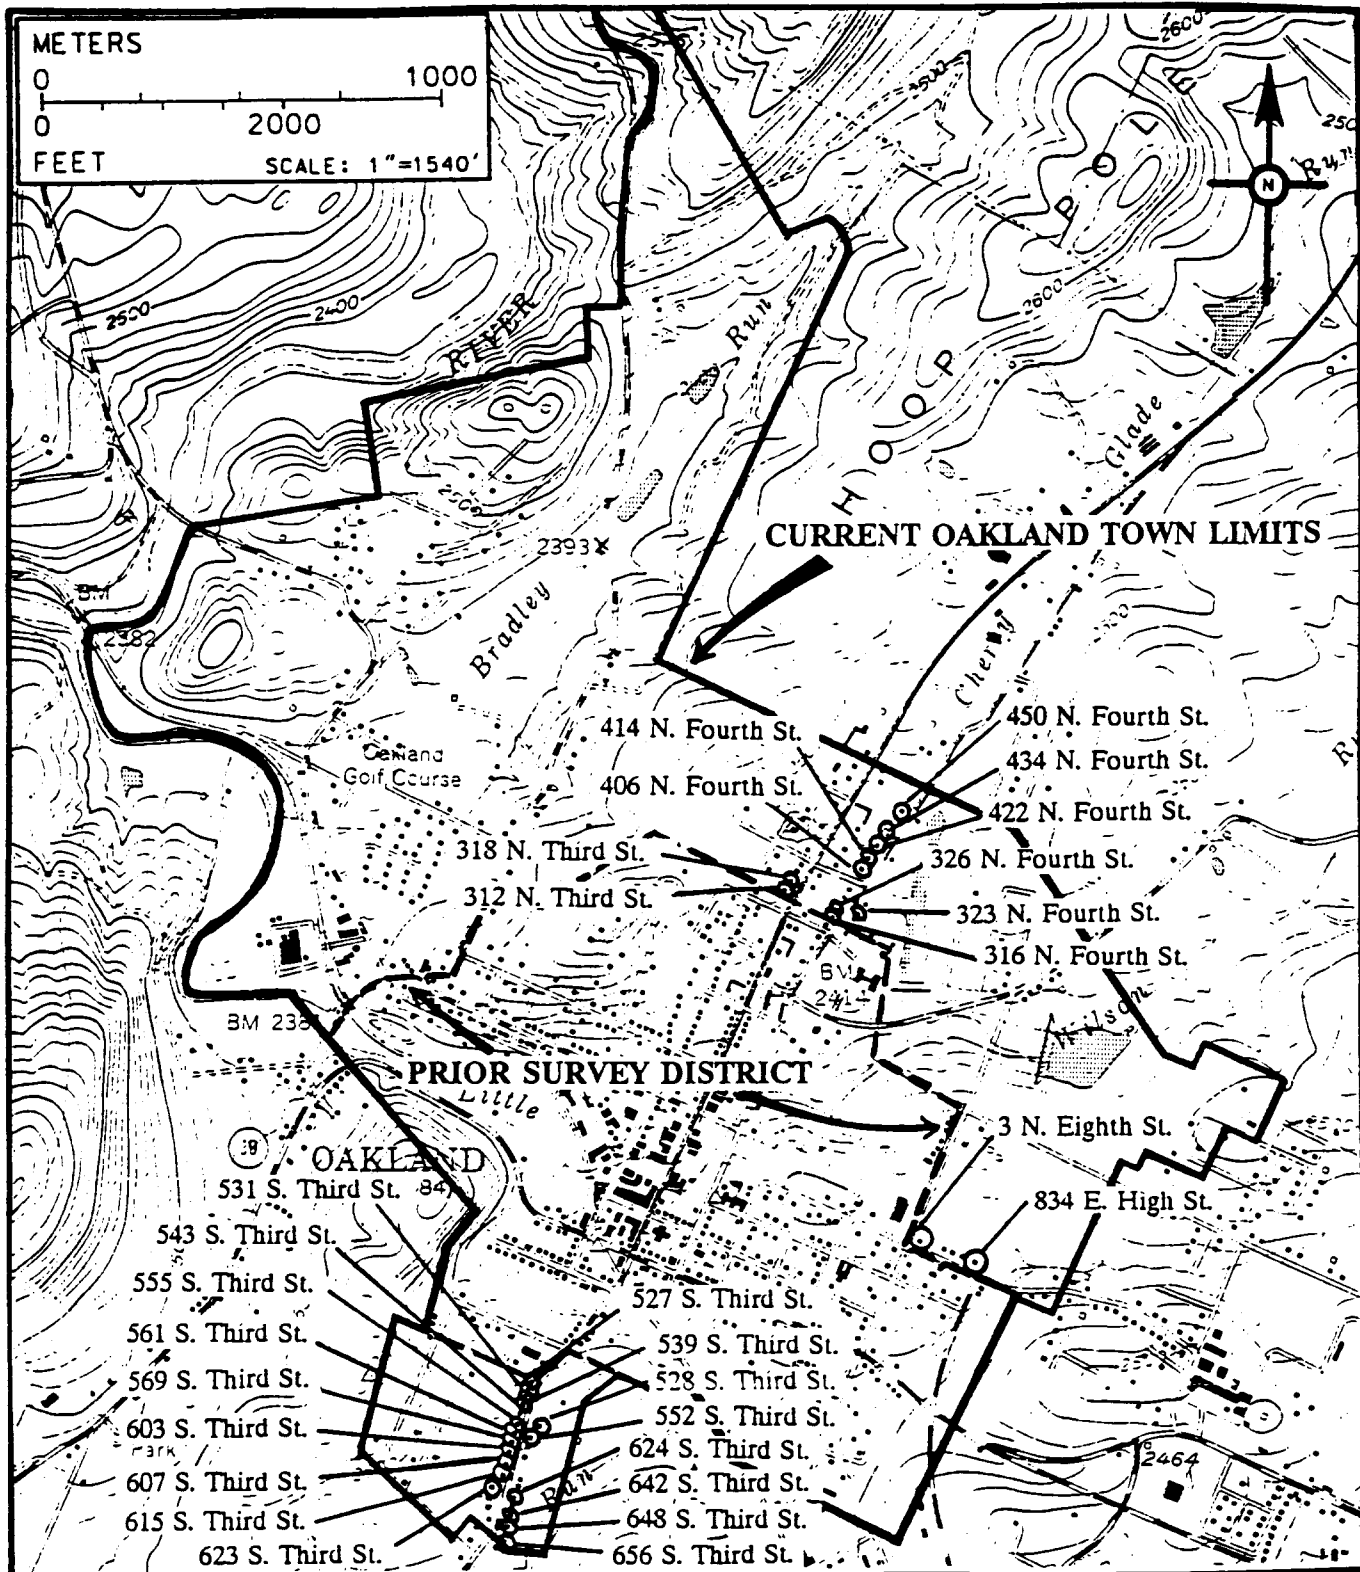 METERS
0 1000
0 2000
FEET SCALE: 1"=1540'
2600
2500
P L E
N
Run
2500
2400
RIVER
Run
2600
H O O P
Glade
2500
2393
CURRENT OAKLAND TOWN LIMITS
BM
2382
Bradley
Cherry
Oakland
Golf Course
414 N. Fourth St.
406 N. Fourth St.
450 N. Fourth St.
434 N. Fourth St.
422 N. Fourth St.
318 N. Third St.
312 N. Third St.
326 N. Fourth St.
323 N. Fourth St.
316 N. Fourth St.
BM
Wilson
BM 238
PRIOR SURVEY DISTRICT
Little
OAKLAND
3 N. Eighth St.
834 E. High St.
531 S. Third St.
543 S. Third St.
555 S. Third St.
561 S. Third St.
569 S. Third St.
603 S. Third St.
Park
607 S. Third St.
615 S. Third St.
623 S. Third St.
527 S. Third St.
539 S. Third St.
528 S. Third St.
552 S. Third St.
624 S. Third St.
642 S. Third St.
648 S. Third St.
656 S. Third St.
Run
2464